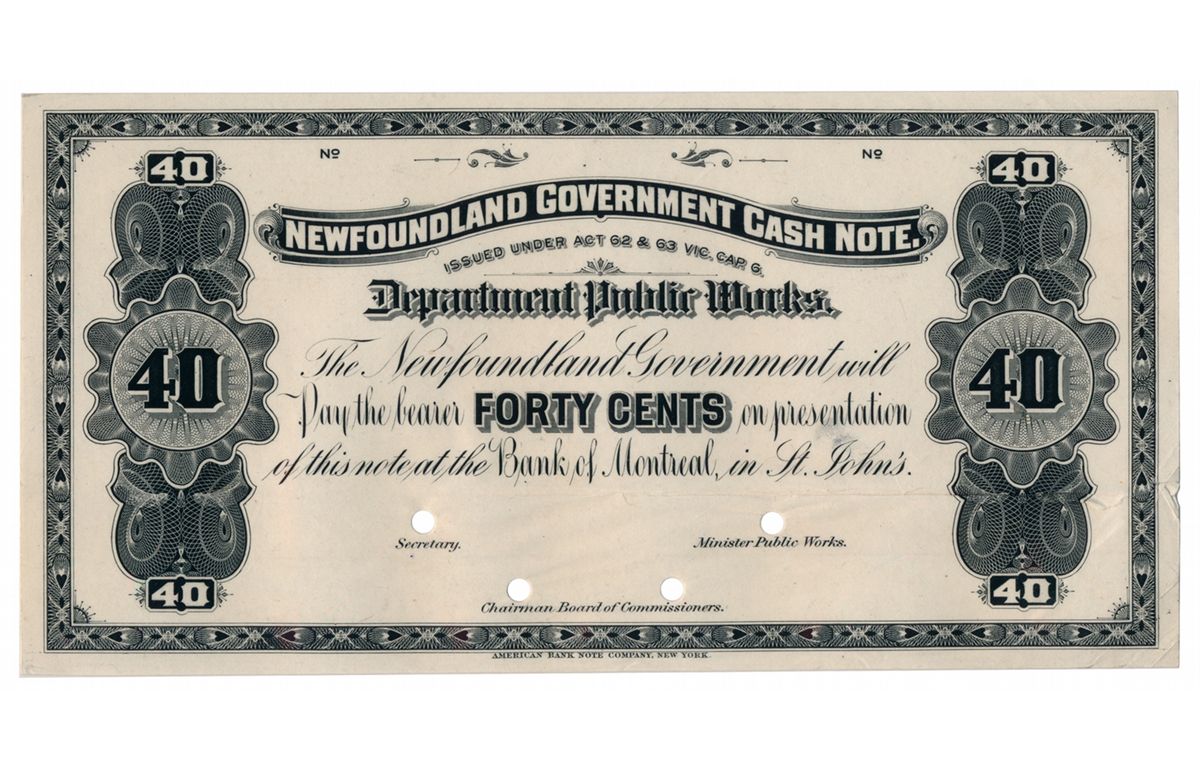 40 Nº Nº 40
NEWFOUNDLAND GOVERNMENT CASH NOTE.
ISSUED UNDER ACT 62 & 63 VIC. CAP. 6.
Department Public Works.
The Newfoundland Government will
40 Pay the bearer FORTY CENTS on presentation 40
of this note at the Bank of Montreal, in St. John's.
Secretary. Minister Public Works.
40 Chairman Board of Commissioners. 40
AMERICAN BANK NOTE COMPANY, NEW YORK.